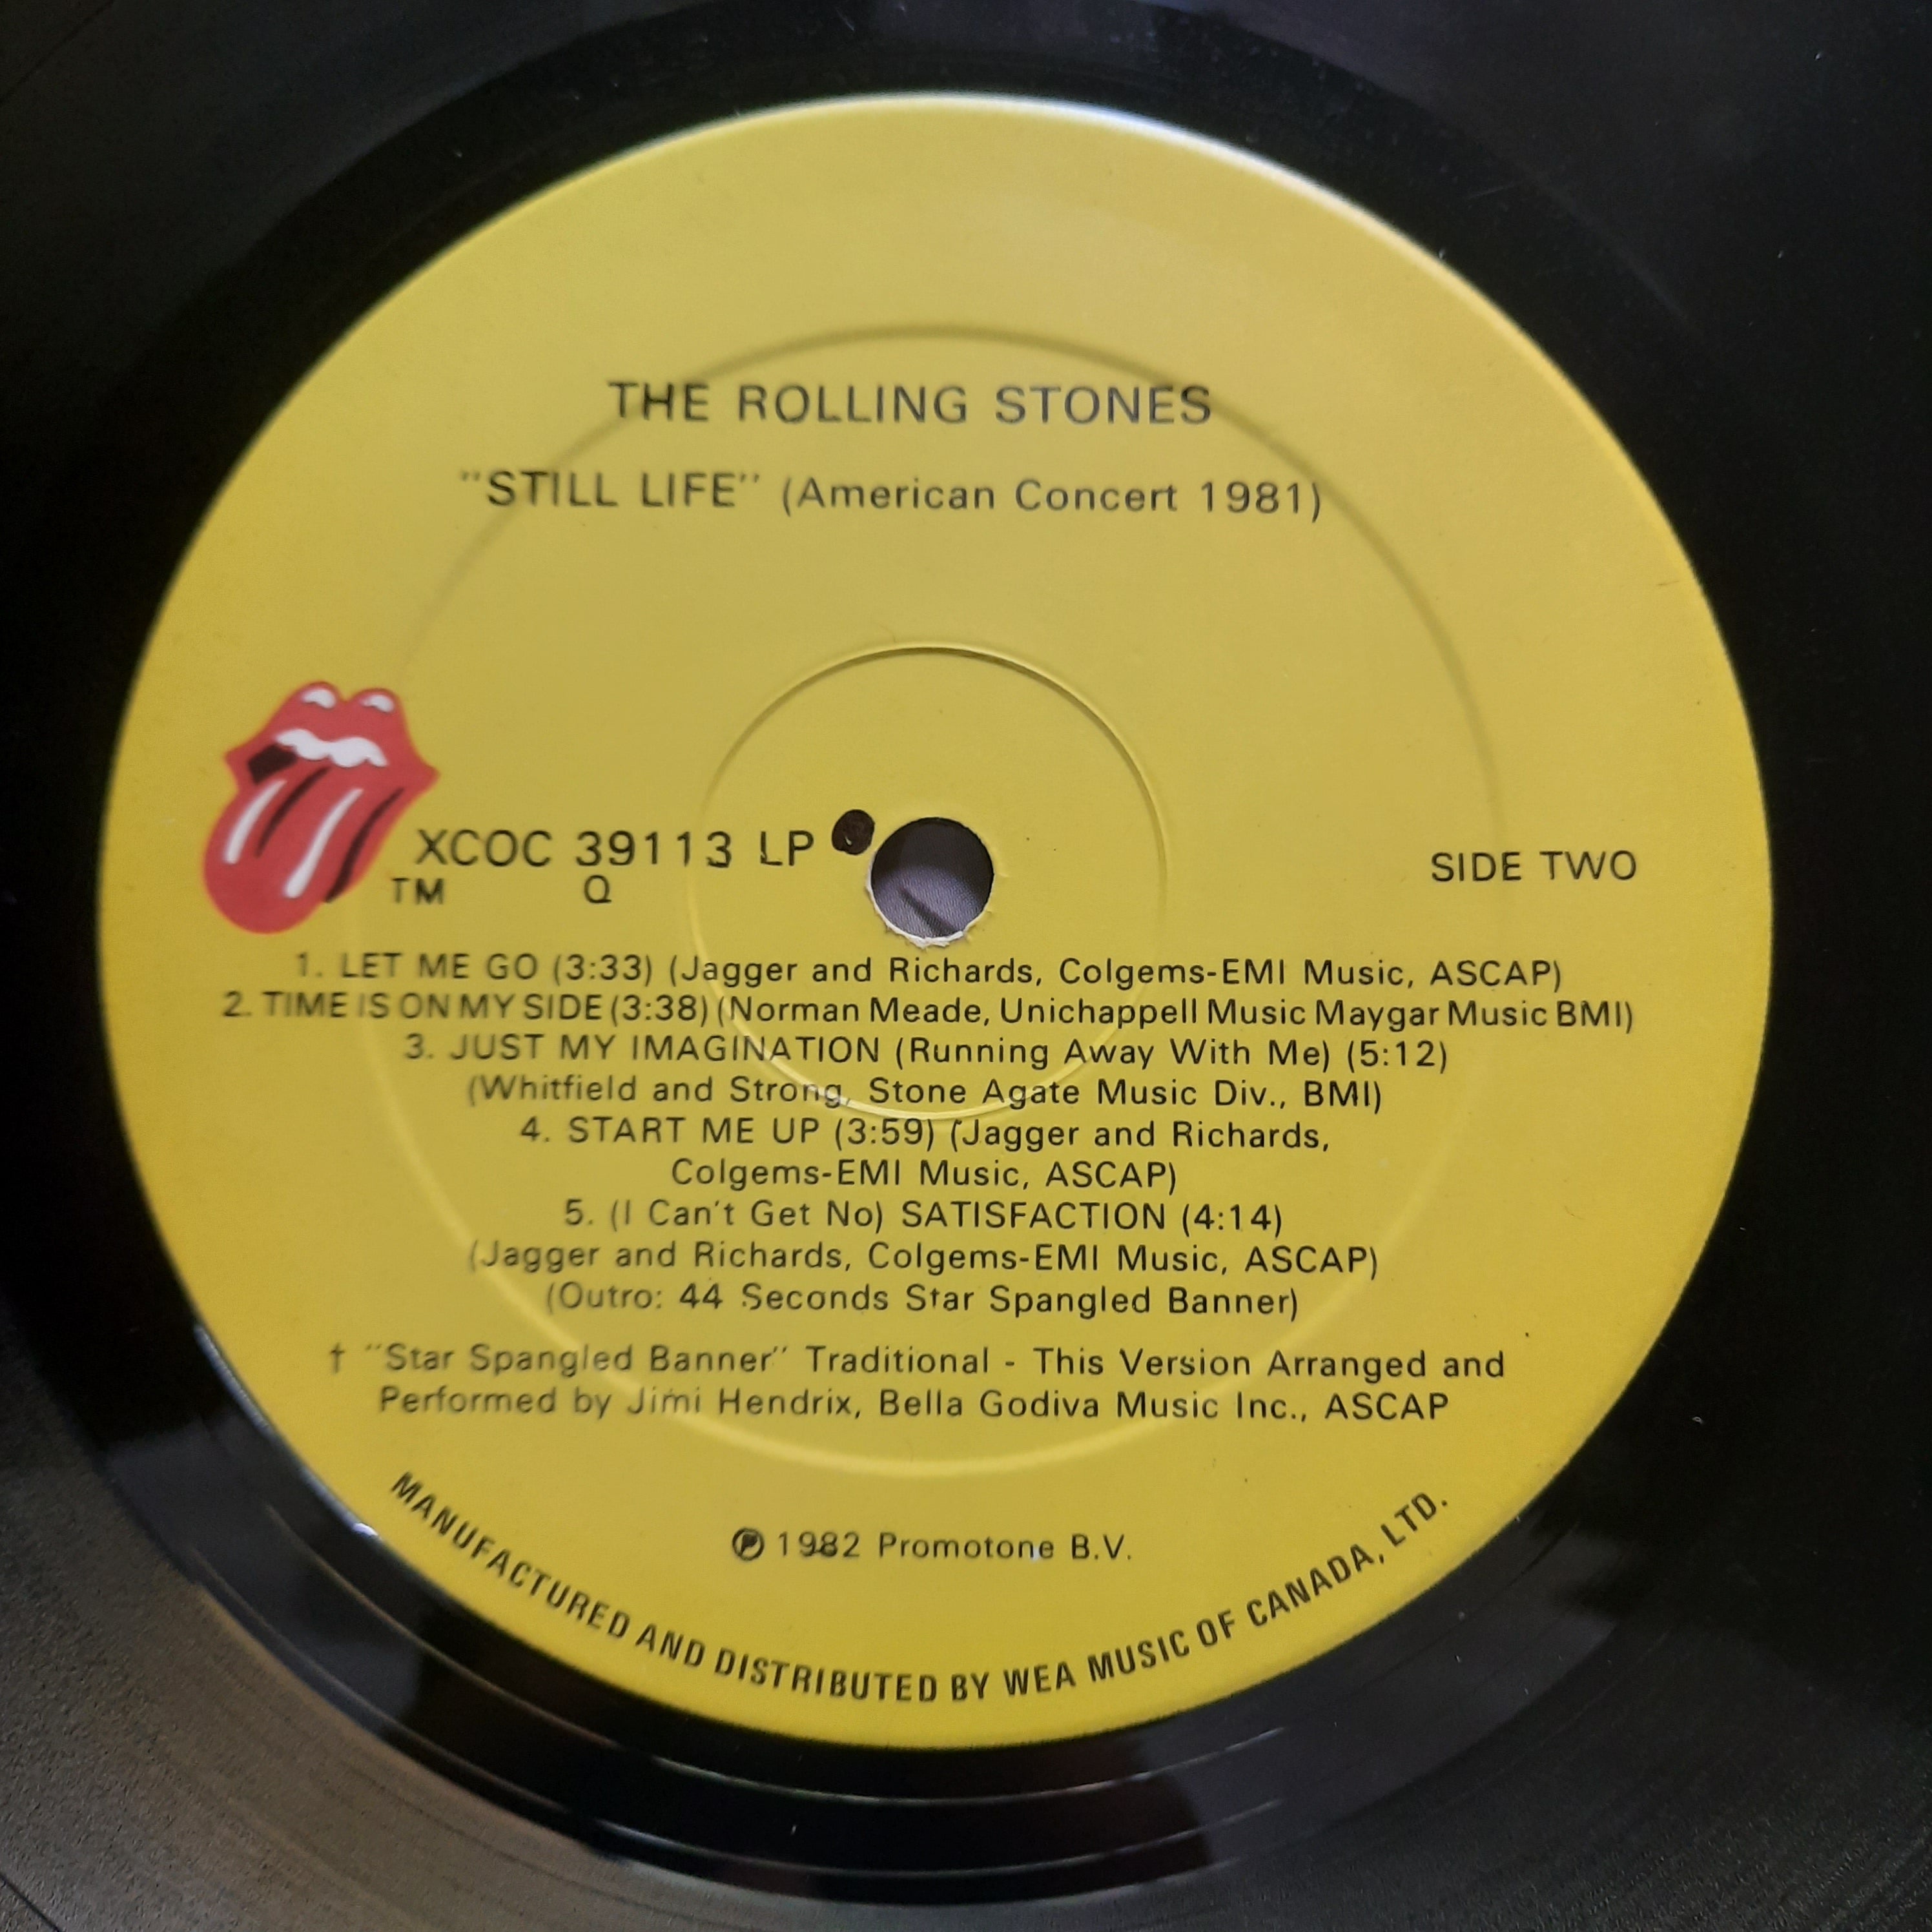 THE ROLLING STONES
"STILL LIFE" (American Concert 1981)
XCOC 39113 LP
TM
Q
SIDE TWO
1. LET ME GO (3:33) (Jagger and Richards, Colgems-EMI Music, ASCAP)
2. TIME IS ON MY SIDE (3:38) (Norman Meade, Unichappell Music Maygar Music BMI)
3. JUST MY IMAGINATION (Running Away With Me) (5:12)
(Whitfield and Strong, Stone Agate Music Div., BMI)
4. START ME UP (3:59) (Jagger and Richards,
Colgems-EMI Music, ASCAP)
5. (I Can't Get No) SATISFACTION (4:14)
(Jagger and Richards, Colgems-EMI Music, ASCAP)
(Outro: 44 Seconds Star Spangled Banner)
† "Star Spangled Banner" Traditional - This Version Arranged and
Performed by Jimi Hendrix, Bella Godiva Music Inc., ASCAP
℗ 1982 Promotone B.V.
MANUFACTURED AND DISTRIBUTED BY WEA MUSIC OF CANADA, LTD.